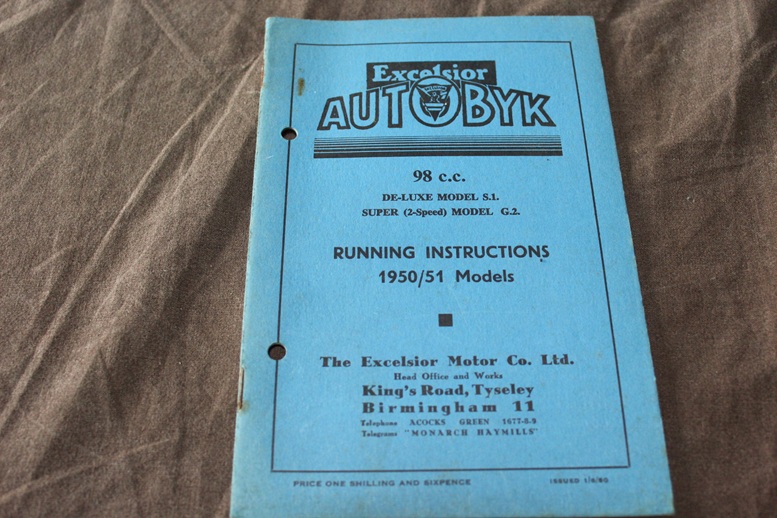 Excelsior
AUTOBYK
98 c.c.
DE-LUXE MODEL S.1.
SUPER (2-Speed) MODEL G.2.
RUNNING INSTRUCTIONS
1950/51 Models
The Excelsior Motor Co. Ltd.
Head Office and Works
King's Road, Tyseley
Birmingham 11
Telephone ACOCKS GREEN 1677-8-9
Telegrams "MONARCH HAYMILLS"
PRICE ONE SHILLING AND SIXPENCE
ISSUED 1/6/50